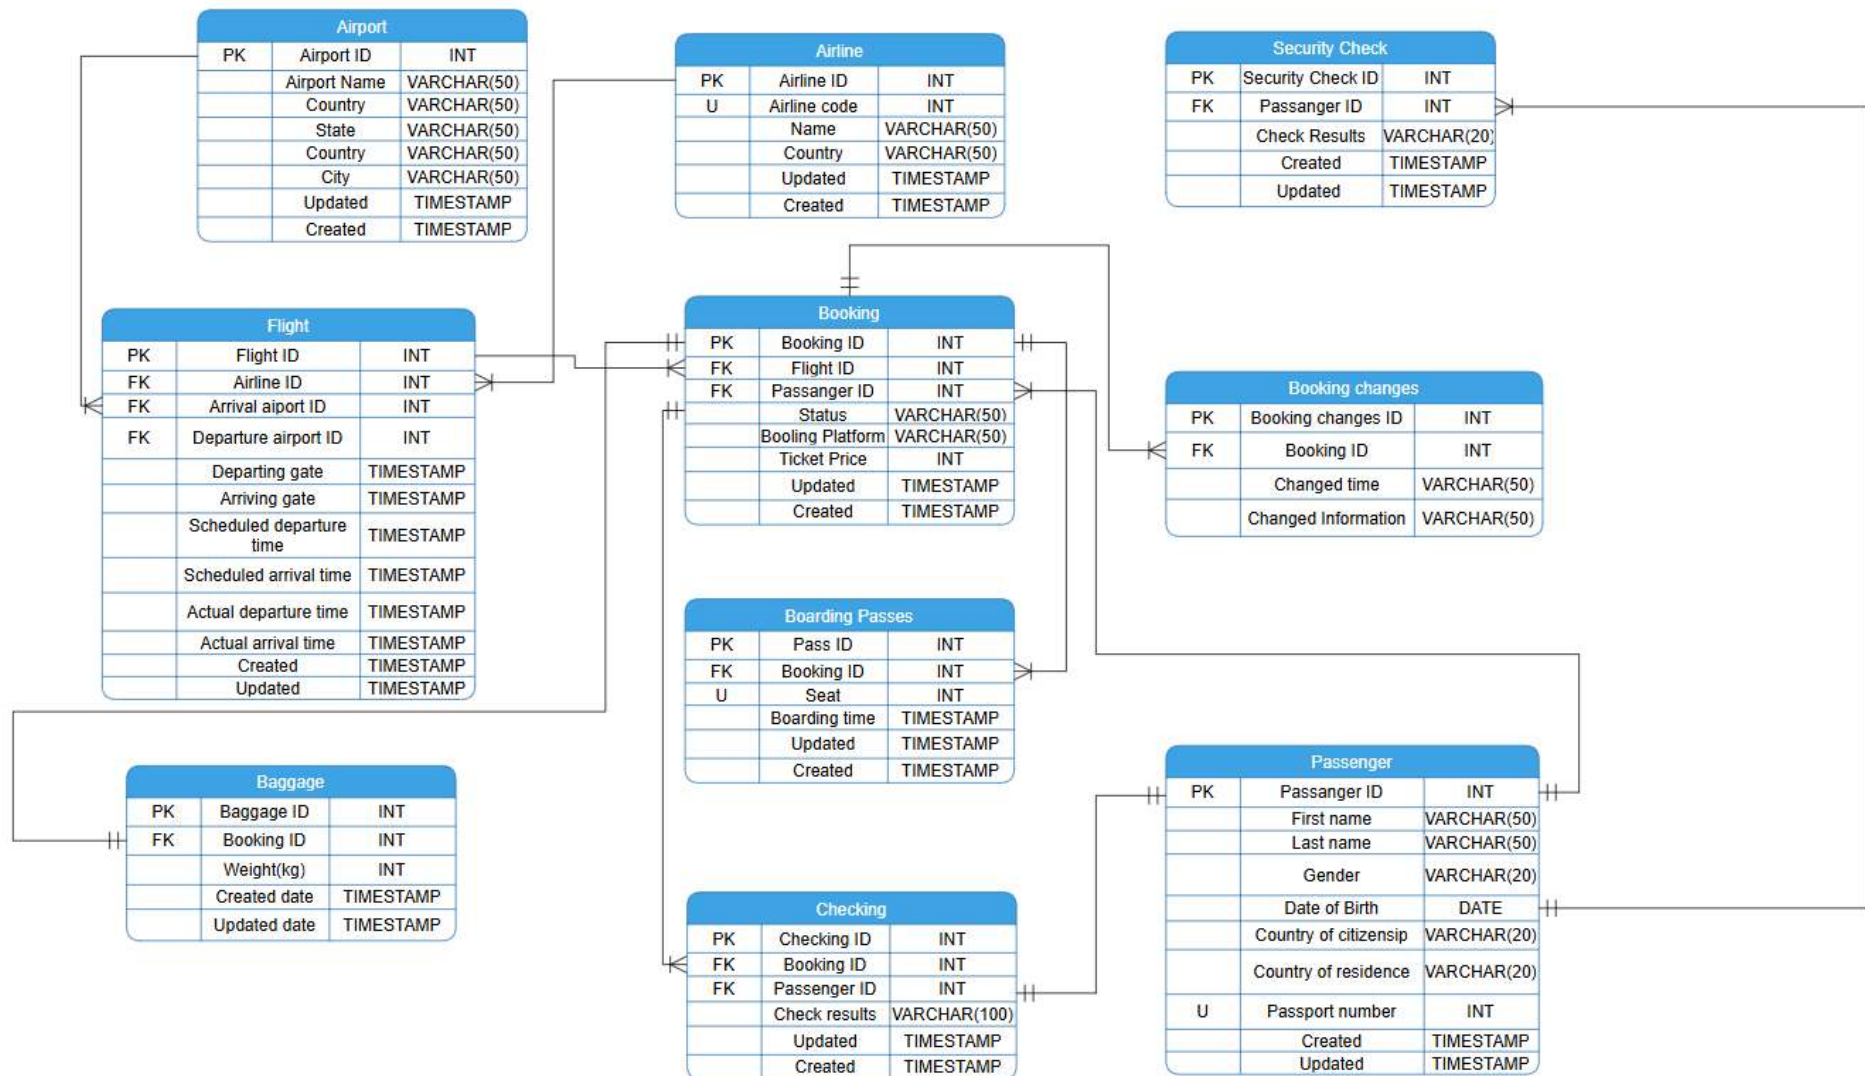 Airport
PK Airport ID INT
Airport Name VARCHAR(50)
Country VARCHAR(50)
State VARCHAR(50)
Country VARCHAR(50)
City VARCHAR(50)
Updated TIMESTAMP
Created TIMESTAMP
Airline
PK Airline ID INT
U Airline code INT
Name VARCHAR(50)
Country VARCHAR(50)
Updated TIMESTAMP
Created TIMESTAMP
Security Check
PK Security Check ID INT
FK Passanger ID INT
Check Results VARCHAR(20)
Created TIMESTAMP
Updated TIMESTAMP
Flight
PK Flight ID INT
FK Airline ID INT
FK Arrival aiport ID INT
FK Departure airport ID INT
Departing gate TIMESTAMP
Arriving gate TIMESTAMP
Scheduled departure
time TIMESTAMP
Scheduled arrival time TIMESTAMP
Actual departure time TIMESTAMP
Actual arrival time TIMESTAMP
Created TIMESTAMP
Updated TIMESTAMP
Booking
PK Booking ID INT
FK Flight ID INT
FK Passanger ID INT
Status VARCHAR(50)
Booling Platform VARCHAR(50)
Ticket Price INT
Updated TIMESTAMP
Created TIMESTAMP
Booking changes
PK Booking changes ID INT
FK Booking ID INT
Changed time VARCHAR(50)
Changed Information VARCHAR(50)
Boarding Passes
PK Pass ID INT
FK Booking ID INT
U Seat INT
Boarding time TIMESTAMP
Updated TIMESTAMP
Created TIMESTAMP
Baggage
PK Baggage ID INT
FK Booking ID INT
Weight(kg) INT
Created date TIMESTAMP
Updated date TIMESTAMP
Checking
PK Checking ID INT
FK Booking ID INT
FK Passenger ID INT
Check results VARCHAR(100)
Updated TIMESTAMP
Created TIMESTAMP
Passenger
PK Passanger ID INT
First name VARCHAR(50)
Last name VARCHAR(50)
Gender VARCHAR(20)
Date of Birth DATE
Country of citizensip VARCHAR(20)
Country of residence VARCHAR(20)
U Passport number INT
Created TIMESTAMP
Updated TIMESTAMP